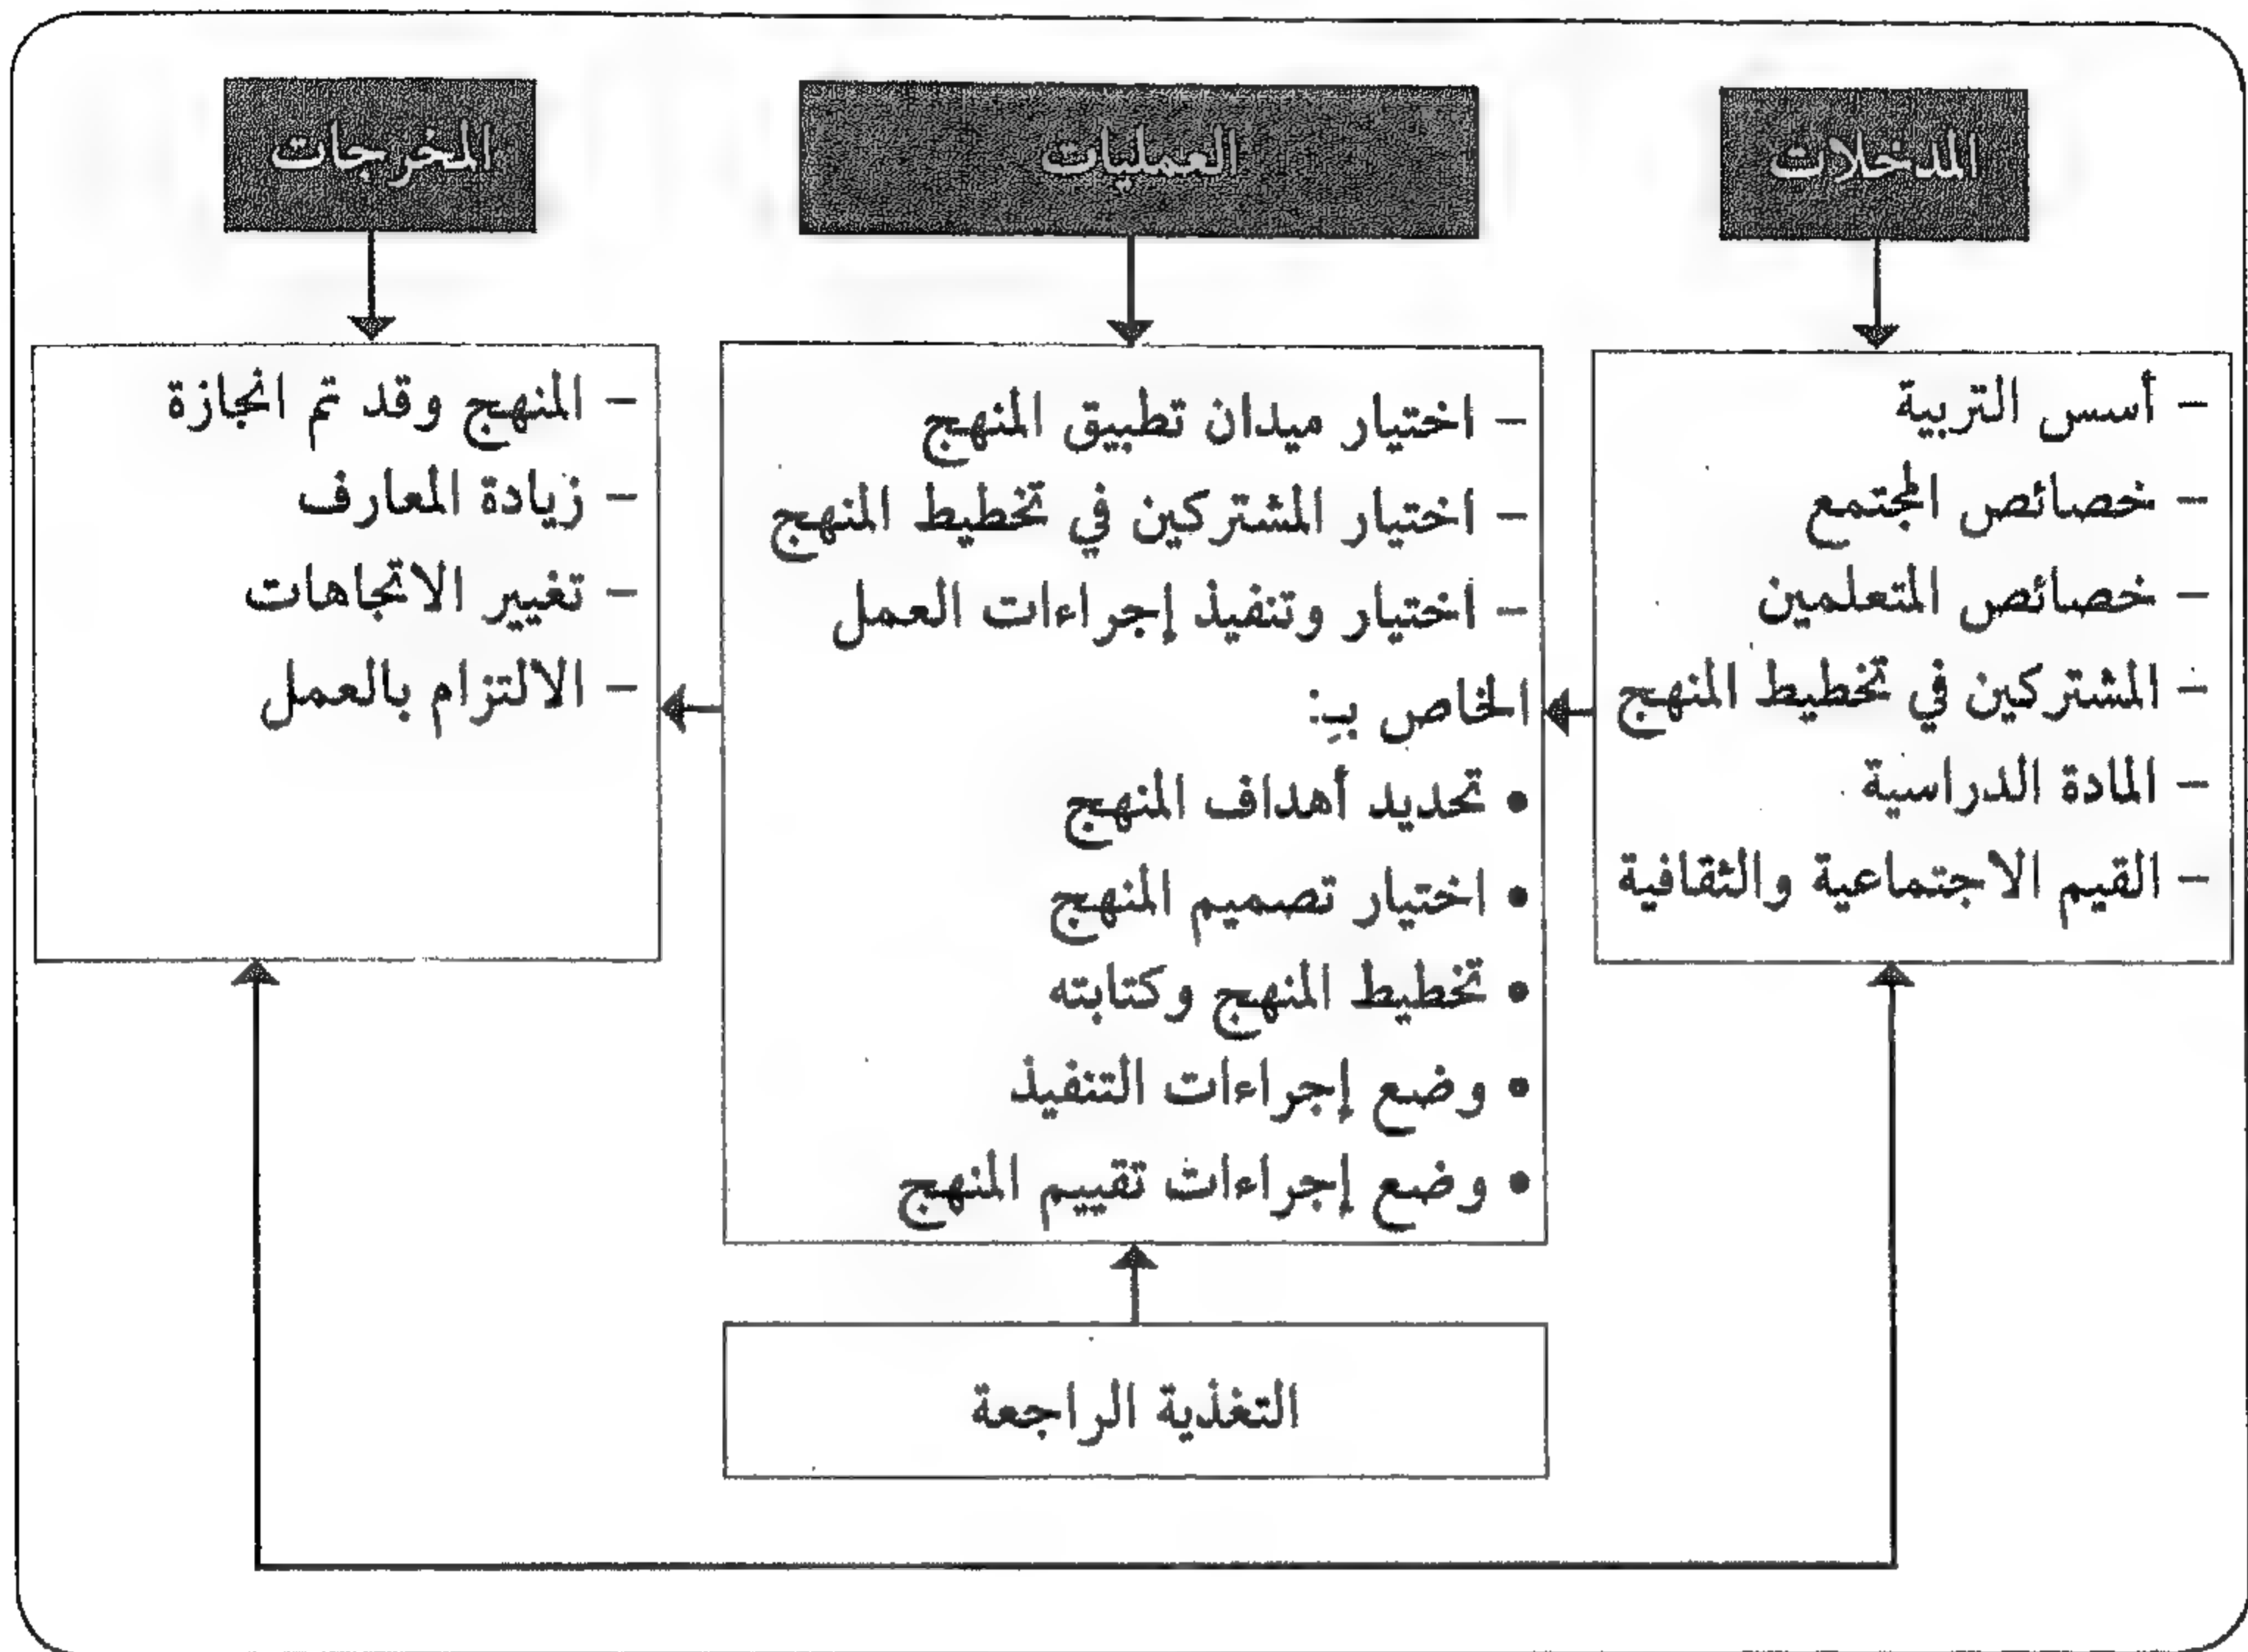 المدخلات
العمليات
المخرجات
– أسس التربية
– خصائص المجتمع
– خصائص المتعلمين
– المشتركين في تخطيط المنهج
– المادة الدراسية
– القيم الاجتماعية والثقافية
– اختيار ميدان تطبيق المنهج
– اختيار المشتركين في تخطيط المنهج
– اختيار وتنفيذ إجراءات العمل
الخاص بـِ:
• تحديد أهداف المنهج
• اختيار تصميم المنهج
• تخطيط المنهج وكتابته
• وضع إجراءات التنفيذ
• وضع إجراءات تقييم المنهج
– المنهج وقد تم انجازة
– زيادة المعارف
– تغيير الاتجاهات
– الالتزام بالعمل
التغذية الراجعة